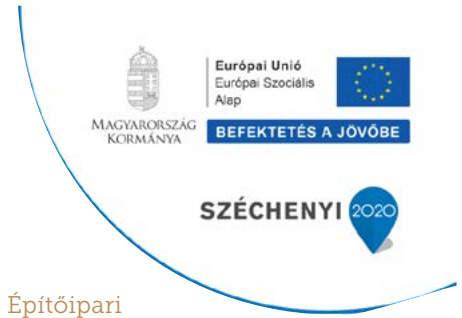 Európai Unió
Európai Szociális
Alap
MAGYARORSZÁG
KORMÁNYA
BEFEKTETÉS A JÖVŐBE
SZÉCHENYI 2020
Építőipari